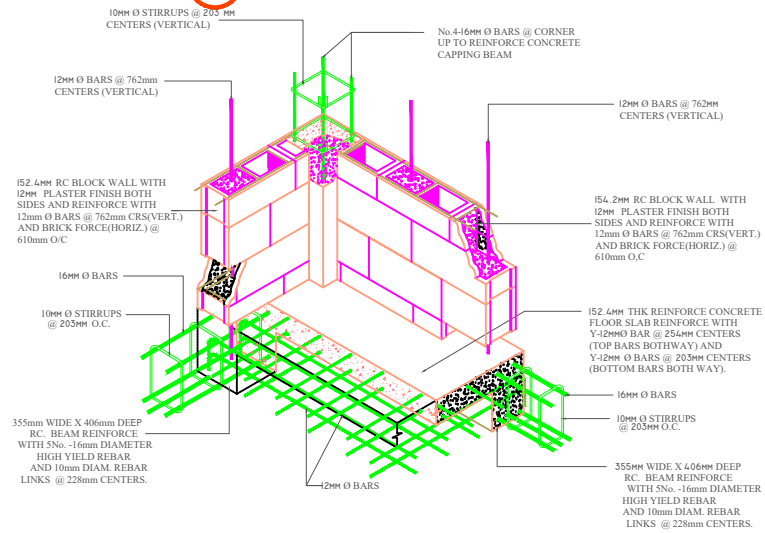 10MM Ø STIRRUPS @ 203 MM
CENTERS (VERTICAL)
No.4-16MM Ø BARS @ CORNER
UP TO REINFORCE CONCRETE
CAPPING BEAM
12MM Ø BARS @ 762mm
CENTERS (VERTICAL)
12MM Ø BARS @ 762MM
CENTERS (VERTICAL)
152.4MM RC BLOCK WALL WITH
12MM PLASTER FINISH BOTH
SIDES AND REINFORCE WITH
12mm Ø BARS @ 762mm CRS(VERT.)
AND BRICK FORCE(HORIZ.) @
610mm O/C
154.2MM RC BLOCK WALL WITH
12MM PLASTER FINISH BOTH
SIDES AND REINFORCE WITH
12mm Ø BARS @ 762mm CRS(VERT.)
AND BRICK FORCE(HORIZ.) @
610mm O,C
16MM Ø BARS
10MM Ø STIRRUPS
@ 203MM O.C.
152.4MM THK REINFORCE CONCRETE
FLOOR SLAB REINFORCE WITH
Y-12MMØ BAR @ 254MM CENTERS
(TOP BARS BOTHWAY) AND
Y-12MM Ø BARS @ 203MM CENTERS
(BOTTOM BARS BOTH WAY).
16MM Ø BARS
10MM Ø STIRRUPS
@ 203MM O.C.
355mm WIDE X 406mm DEEP
RC. BEAM REINFORCE
WITH 5No. -16mm DIAMETER
HIGH YIELD REBAR
AND 10mm DIAM. REBAR
LINKS @ 228mm CENTERS.
12MM Ø BARS
355MM WIDE X 406MM DEEP
RC. BEAM REINFORCE
WITH 5No. -16mm DIAMETER
HIGH YIELD REBAR
AND 10MM DIAM. REBAR
LINKS @ 228mm CENTERS.